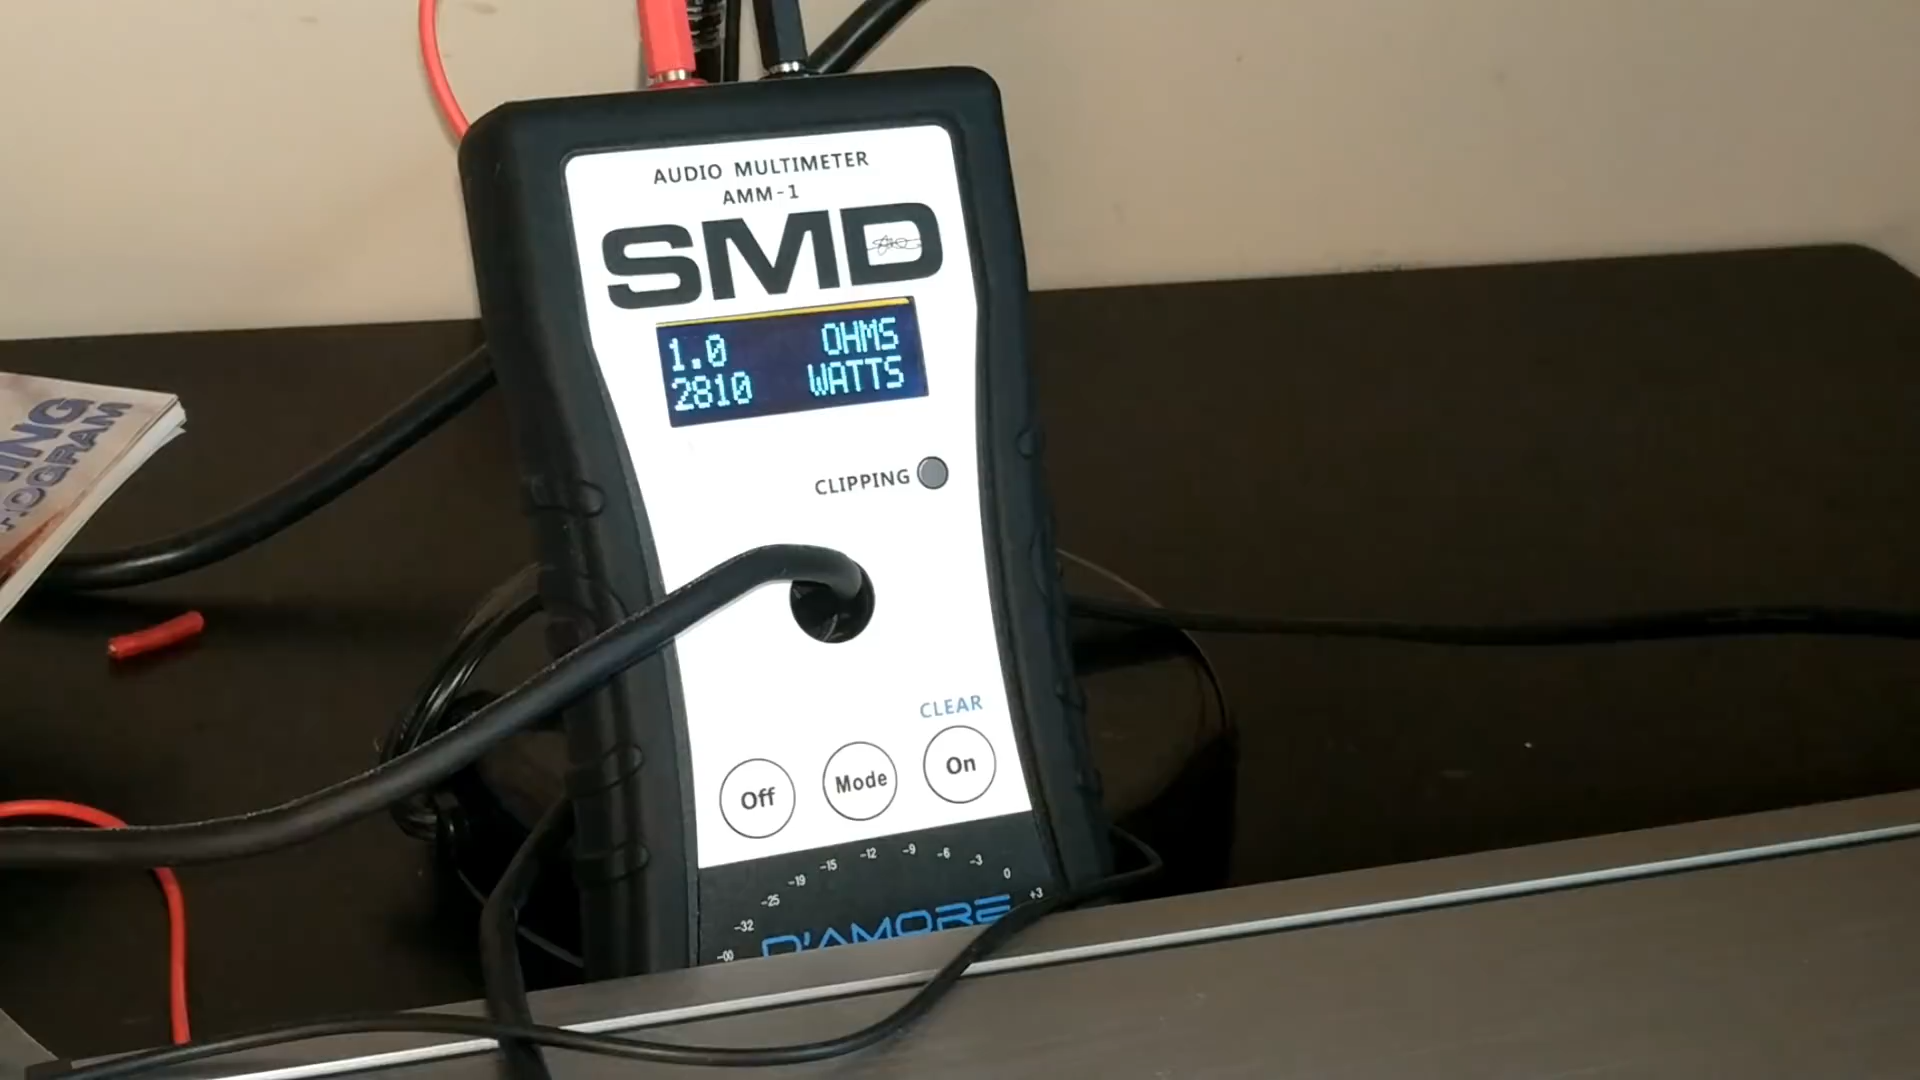 AUDIO MULTIMETER
AMM-1
SMD
1.0 OHMS
2810 WATTS
CLIPPING
CLEAR
Off Mode On
-00 -32 -25 -19 -15 -12 -9 -6 -3 0 +3
D'AMORE